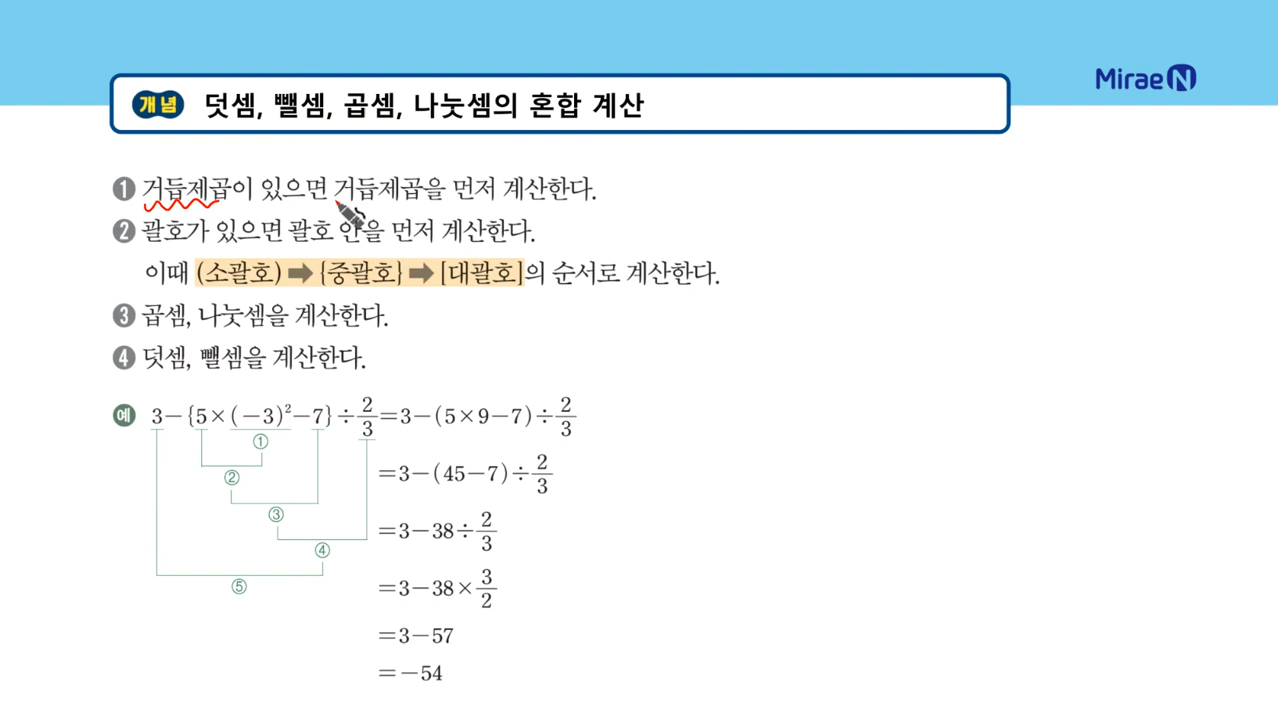 Mirae N
개념 덧셈, 뺄셈, 곱셈, 나눗셈의 혼합 계산
❶ 거듭제곱이 있으면 거듭제곱을 먼저 계산한다.
❷ 괄호가 있으면 괄호 안을 먼저 계산한다.
이때 (소괄호) ➡ {중괄호} ➡ [대괄호]의 순서로 계산한다.
❸ 곱셈, 나눗셈을 계산한다.
❹ 덧셈, 뺄셈을 계산한다.
예 3－{5×(－3)²－7}÷2/3＝3－(5×9－7)÷2/3
＝3－(45－7)÷2/3
＝3－38÷2/3
＝3－38×3/2
＝3－57
＝－54
①
②
③
④
⑤